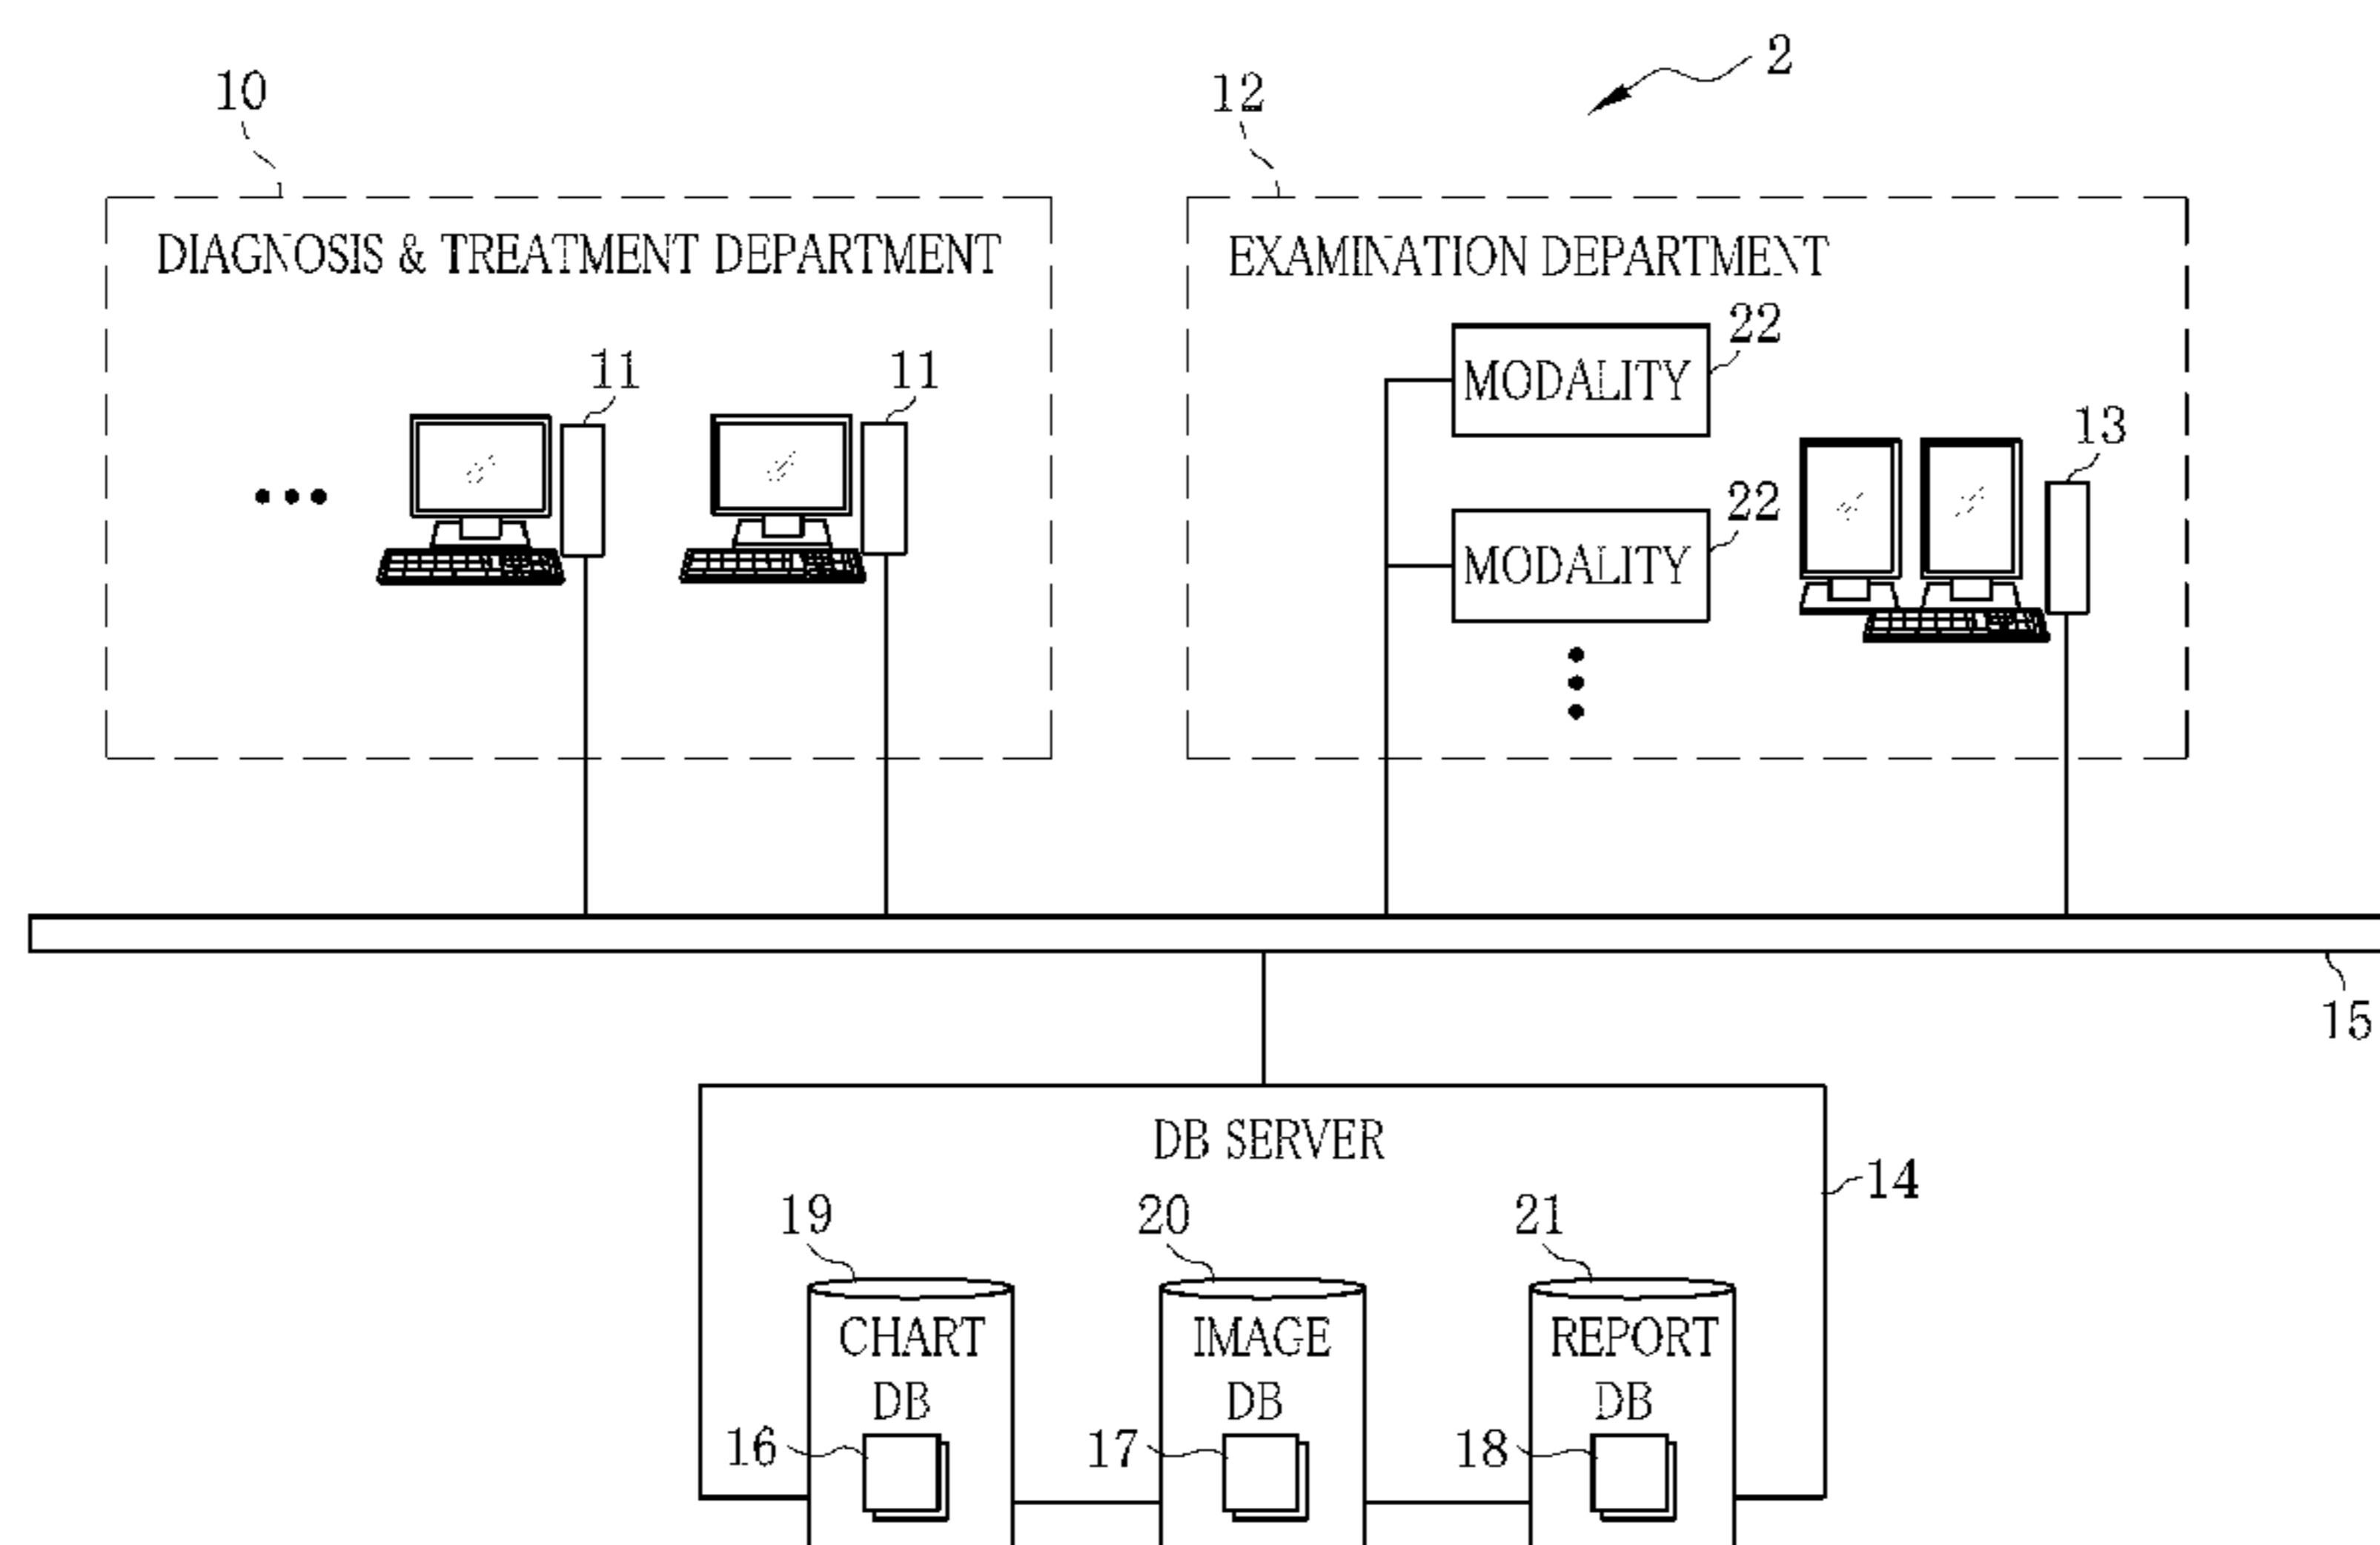 2
10
12
DIAGNOSIS & TREATMENT DEPARTMENT
EXAMINATION DEPARTMENT
11
11
22
MODALITY
13
22
MODALITY
15
DB SERVER
14
19
20
21
CHART
DB
IMAGE
DB
REPORT
DB
16
17
18